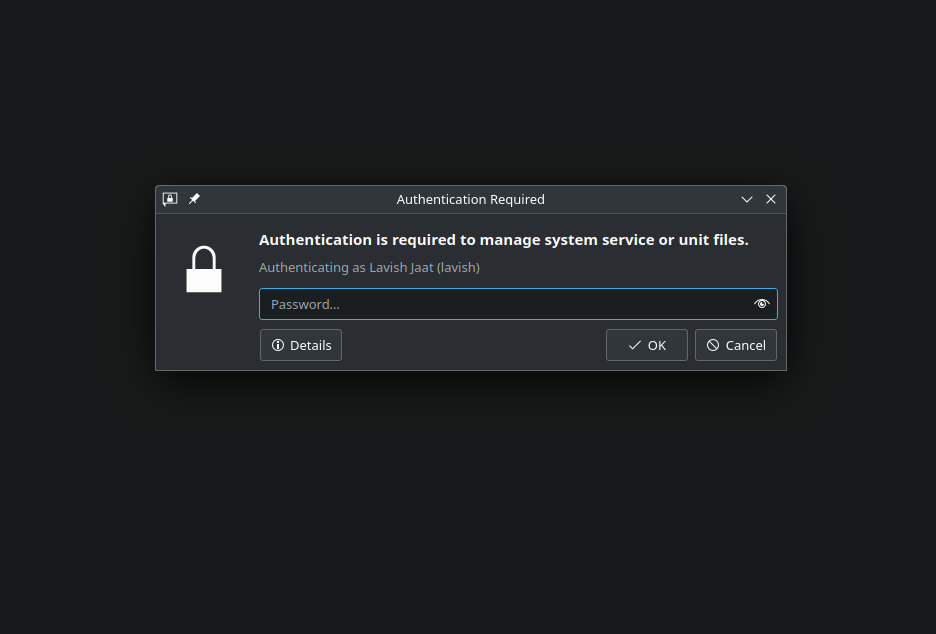 Authentication Required
Authentication is required to manage system service or unit files.
Authenticating as Lavish Jaat (lavish)
Password...
Details
OK
Cancel